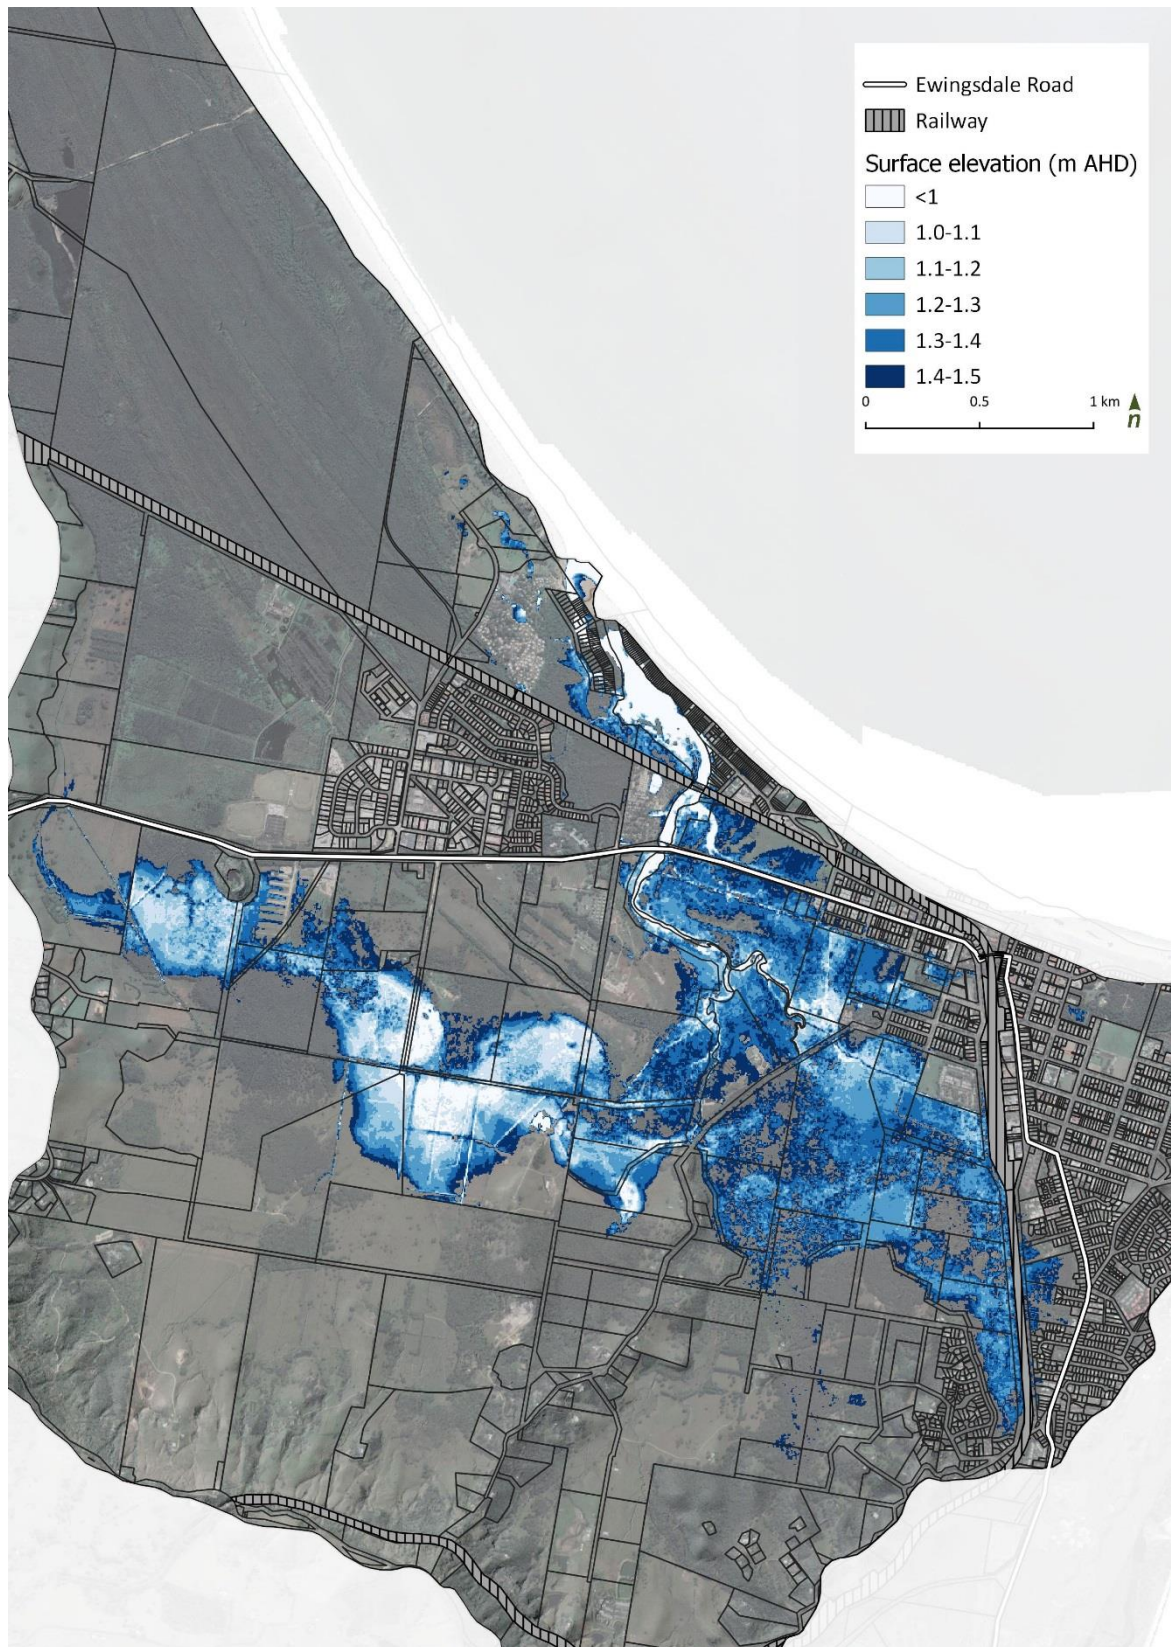 Ewingsdale Road
Railway
Surface elevation (m AHD)
<1
1.0-1.1
1.1-1.2
1.2-1.3
1.3-1.4
1.4-1.5
0 0.5 1 km
n